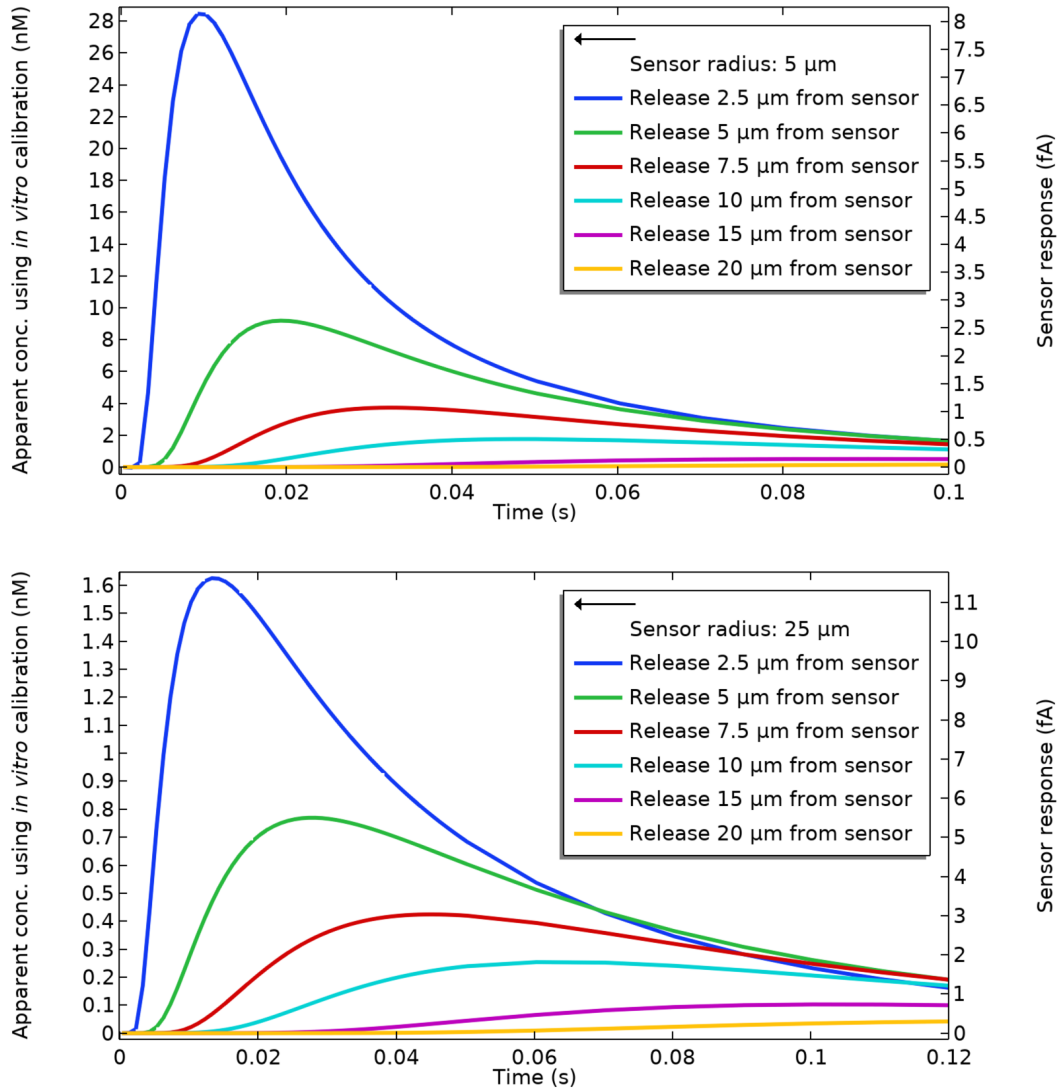 Apparent conc. using in vitro calibration (nM)
28
26
24
22
20
18
16
14
12
10
8
6
4
2
0
Sensor radius: 5 µm
Release 2.5 µm from sensor
Release 5 µm from sensor
Release 7.5 µm from sensor
Release 10 µm from sensor
Release 15 µm from sensor
Release 20 µm from sensor
8
7.5
7
6.5
6
5.5
5
4.5
4
3.5
3
2.5
2
1.5
1
0.5
0
Sensor response (fA)
0 0.02 0.04 0.06 0.08 0.1
Time (s)
Apparent conc. using in vitro calibration (nM)
1.6
1.5
1.4
1.3
1.2
1.1
1
0.9
0.8
0.7
0.6
0.5
0.4
0.3
0.2
0.1
0
Sensor radius: 25 µm
Release 2.5 µm from sensor
Release 5 µm from sensor
Release 7.5 µm from sensor
Release 10 µm from sensor
Release 15 µm from sensor
Release 20 µm from sensor
11
10
9
8
7
6
5
4
3
2
1
0
Sensor response (fA)
0 0.02 0.04 0.06 0.08 0.1 0.12
Time (s)